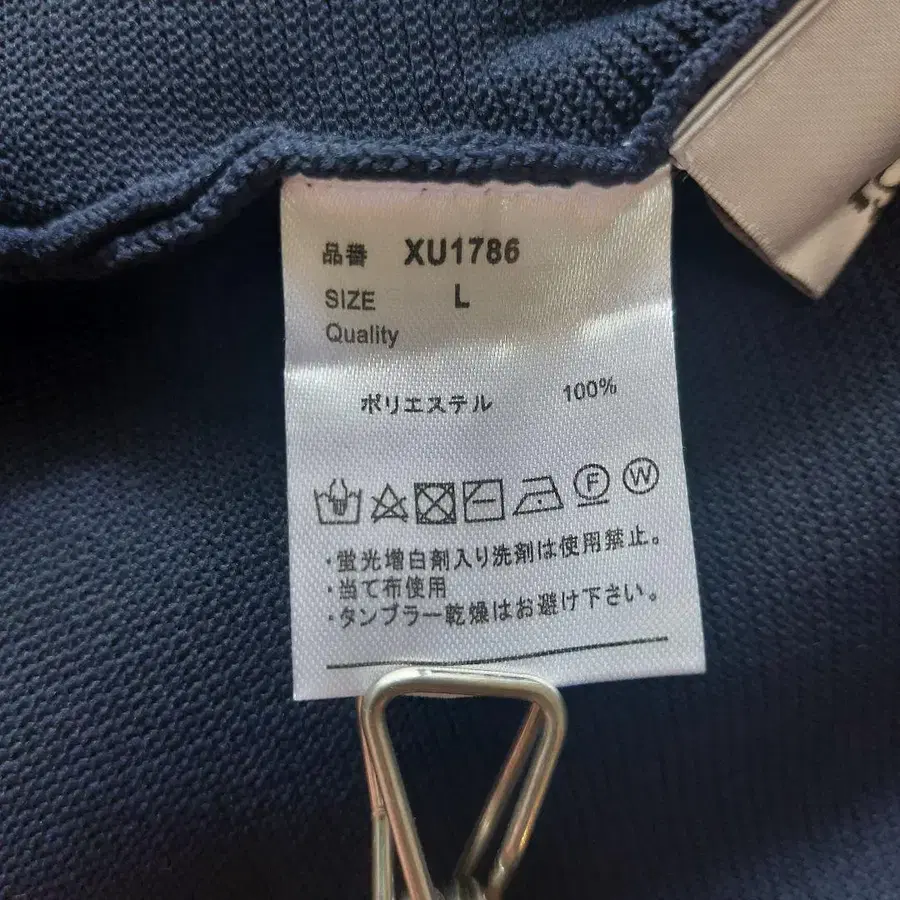 品番 XU1786
SIZE L
Quality
ポリエステル 100%
F W
・蛍光増白剤入り洗剤は使用禁止。
・当て布使用
・タンブラー乾燥はお避け下さい。